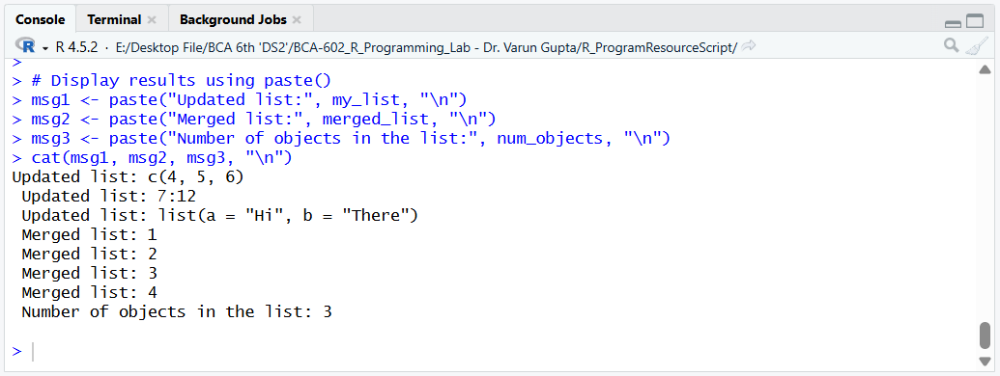 Console Terminal × Background Jobs ×
R R 4.5.2 · E:/Desktop File/BCA 6th 'DS2'/BCA-602_R_Programming_Lab - Dr. Varun Gupta/R_ProgramResourceScript/
>
> # Display results using paste()
> msg1 <- paste("Updated list:", my_list, "\n")
> msg2 <- paste("Merged list:", merged_list, "\n")
> msg3 <- paste("Number of objects in the list:", num_objects, "\n")
> cat(msg1, msg2, msg3, "\n")
Updated list: c(4, 5, 6)
 Updated list: 7:12
 Updated list: list(a = "Hi", b = "There")
 Merged list: 1
 Merged list: 2
 Merged list: 3
 Merged list: 4
 Number of objects in the list: 3
>